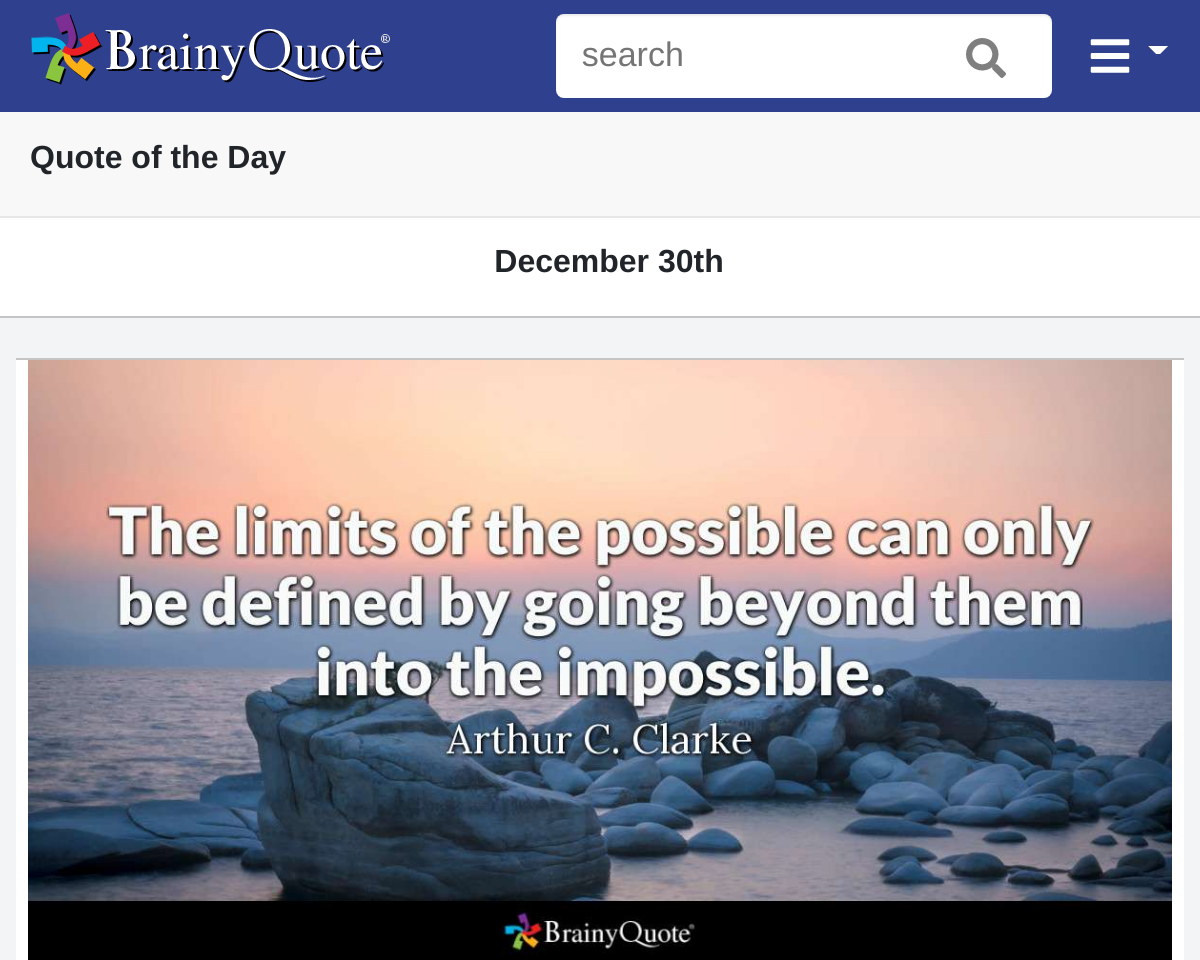 BrainyQuote®
search
Quote of the Day
December 30th
The limits of the possible can only
be defined by going beyond them
into the impossible.
Arthur C. Clarke
BrainyQuote®